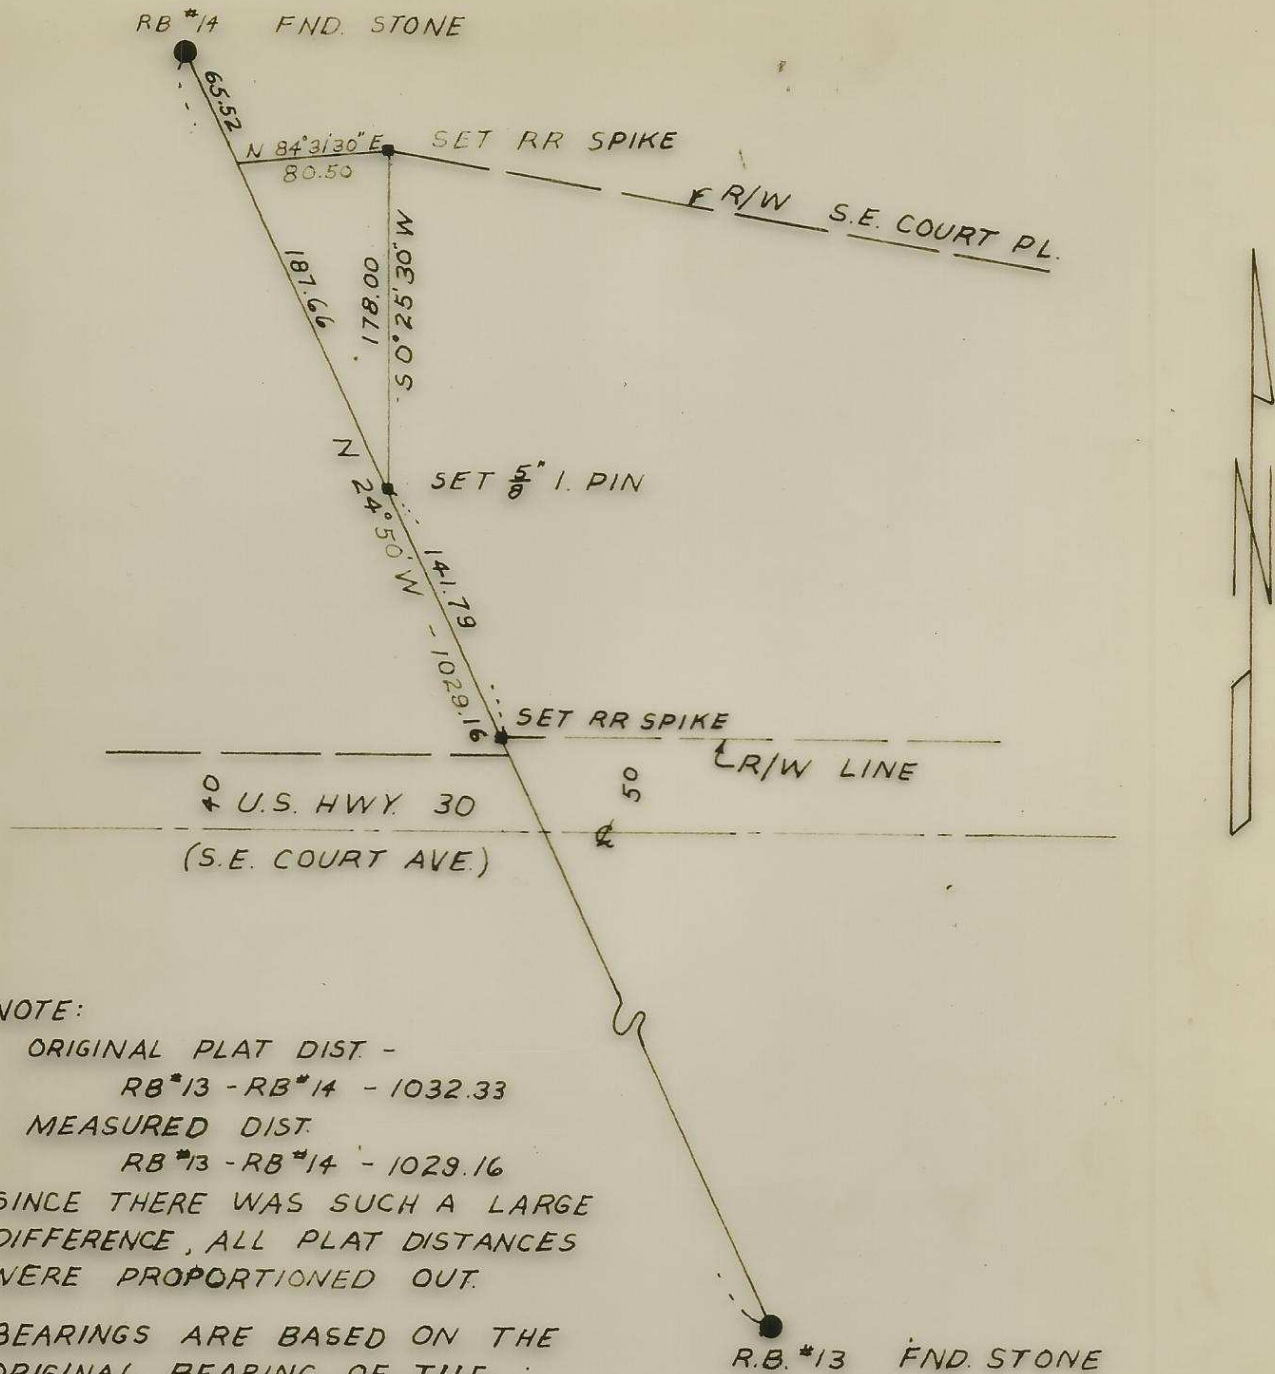 RB #14 FND. STONE
65.52
N 84°31'30" E
80.50
SET RR SPIKE
R/W S.E. COURT PL.
187.66
178.00
S 0° 25' 30" W
SET 5/8" I. PIN
N 24° 50' W - 1029.16
141.79
SET RR SPIKE
R/W LINE
40
50
U.S. HWY. 30
℄
(S.E. COURT AVE.)
N
NOTE:
ORIGINAL PLAT DIST. -
RB #13 - RB #14 - 1032.33
MEASURED DIST.
RB #13 - RB #14 - 1029.16
SINCE THERE WAS SUCH A LARGE
DIFFERENCE, ALL PLAT DISTANCES
WERE PROPORTIONED OUT.
BEARINGS ARE BASED ON THE
ORIGINAL BEARING OF THE
R.B. #13 FND. STONE